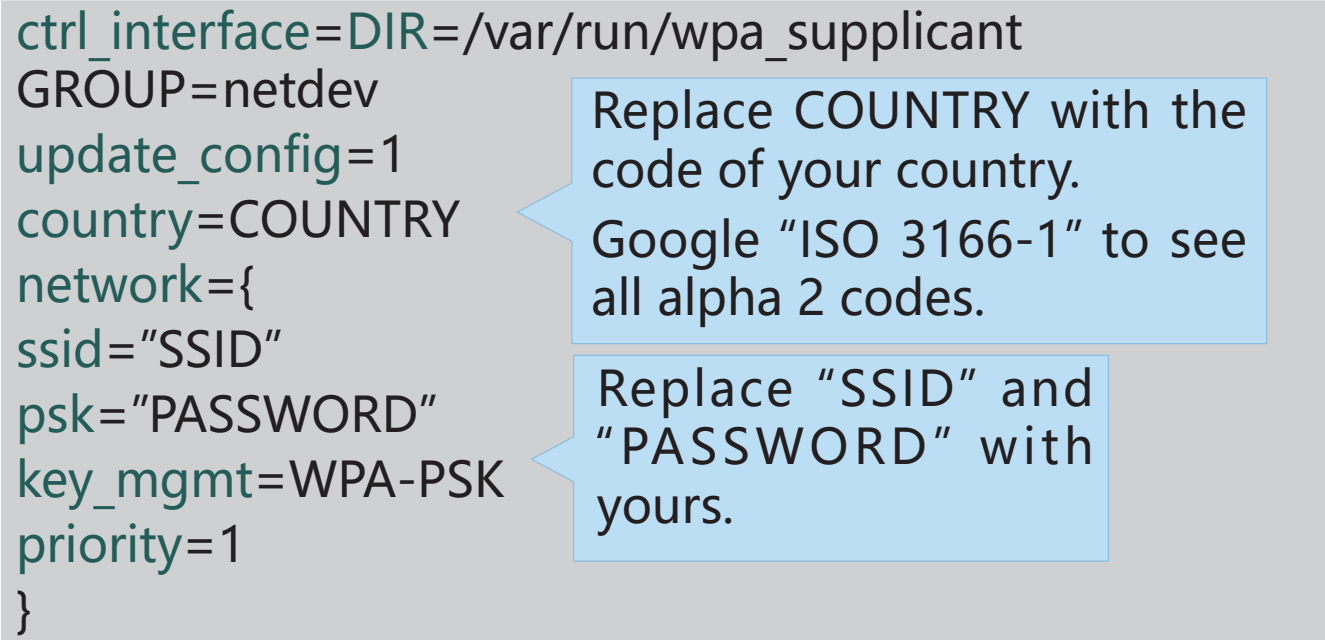 ctrl_interface=DIR=/var/run/wpa_supplicant
GROUP=netdev
update_config=1
country=COUNTRY
network={
ssid=”SSID”
psk=”PASSWORD”
key_mgmt=WPA-PSK
priority=1
}
Replace COUNTRY with the
code of your country.
Google “ISO 3166-1” to see
all alpha 2 codes.
Replace “SSID” and
“PASSWORD” with
yours.